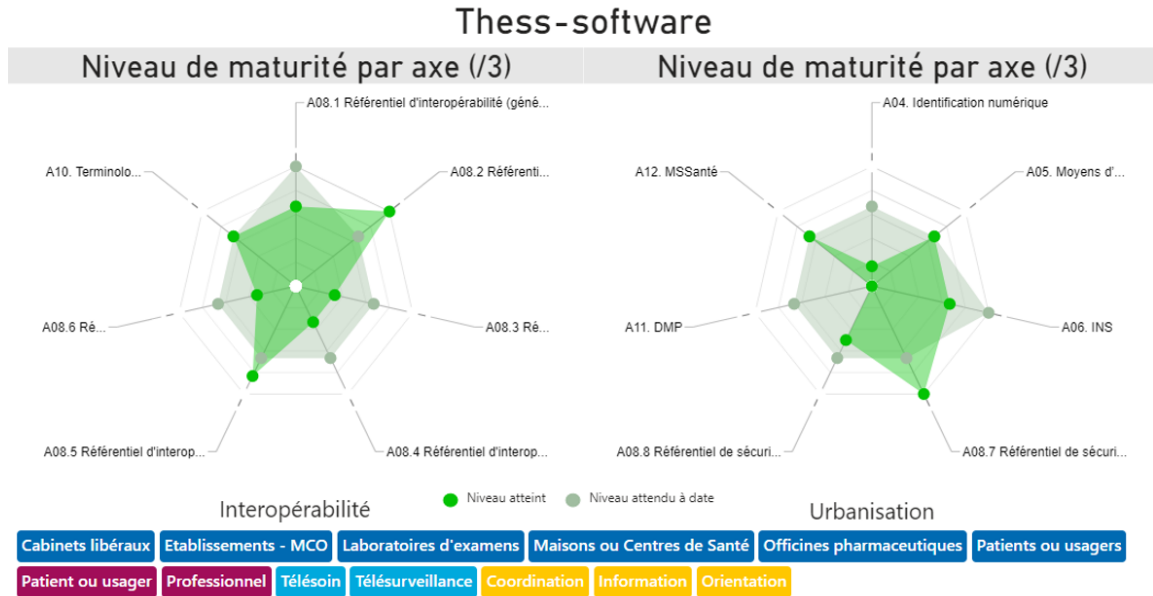 Thess-software
Niveau de maturité par axe (/3)
Niveau de maturité par axe (/3)
A08.1 Référentiel d'interopérabilité (géné...
A10. Terminolo...
A08.2 Référenti...
A08.6 Ré...
A08.3 Ré...
A08.5 Référentiel d'interop...
A08.4 Référentiel d'interop...
A04. Identification numérique
A12. MSSanté
A05. Moyens d'...
A11. DMP
A06. INS
A08.8 Référentiel de sécuri...
A08.7 Référentiel de sécuri...
Interopérabilité
Niveau atteint
Niveau attendu à date
Urbanisation
Cabinets libéraux Etablissements - MCO Laboratoires d'examens Maisons ou Centres de Santé Officines pharmaceutiques Patients ou usagers
Patient ou usager Professionnel Télésoin Télésurveillance Coordination Information Orientation